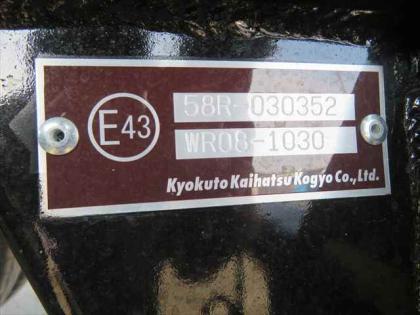 E43
58R-030352
WR08-1030
Kyokuto Kaihatsu Kogyo Co., Ltd.